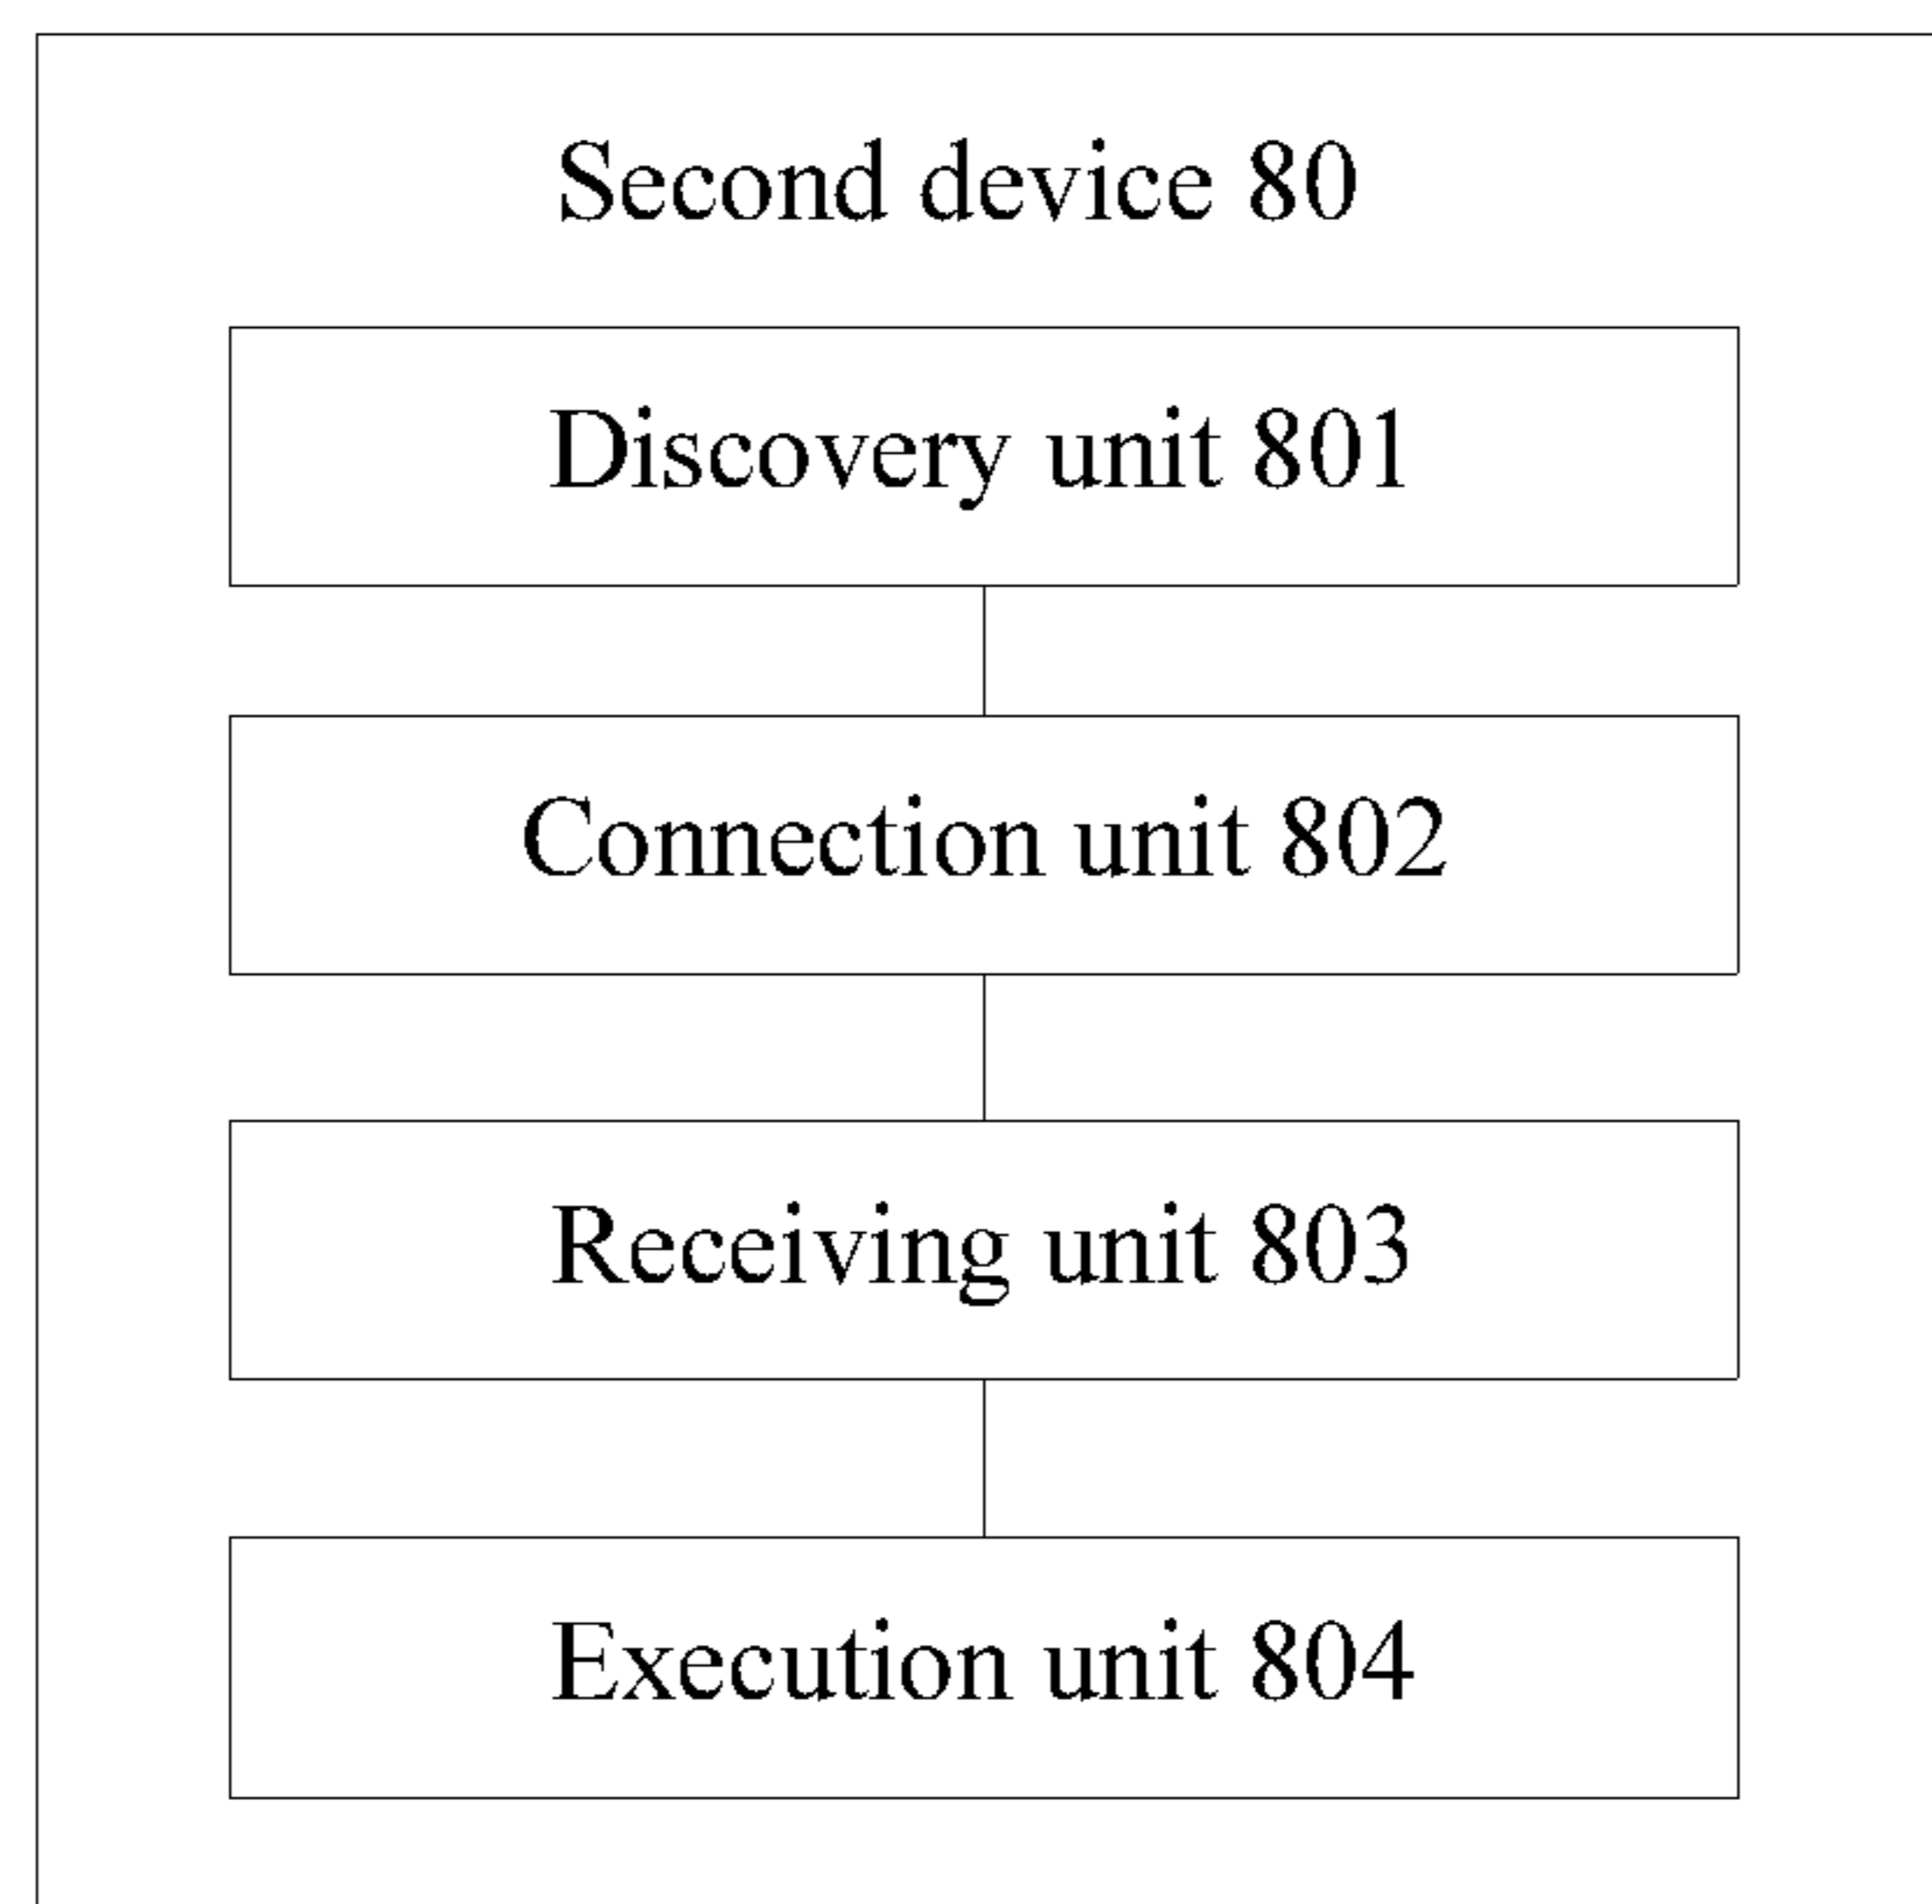 Second device 80
Discovery unit 801
Connection unit 802
Receiving unit 803
Execution unit 804